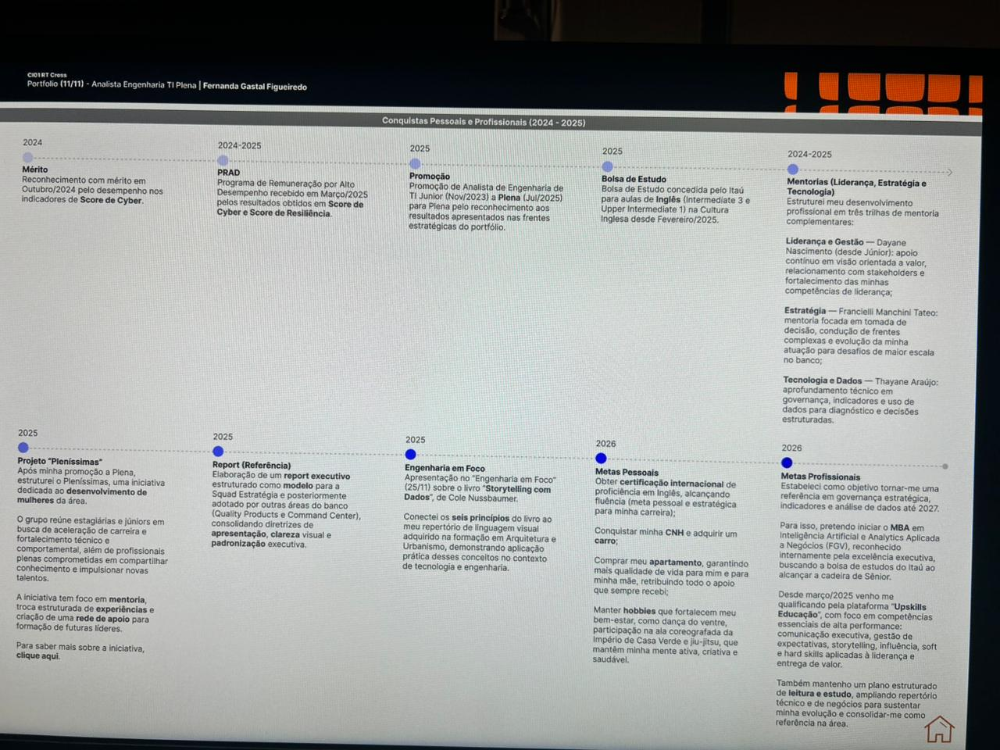 CI01 RT Cross
Portfolio (11/11) - Analista Engenharia TI Plena | Fernanda Gastal Figueiredo
Conquistas Pessoais e Profissionais (2024 - 2025)
2024
Mérito
Reconhecimento com mérito em
Outubro/2024 pelo desempenho nos
indicadores de Score de Cyber.
2024-2025
PRAD
Programa de Remuneração por Alto
Desempenho recebido em Março/2025
pelos resultados obtidos em Score de
Cyber e Score de Resiliência.
2025
Promoção
Promoção de Analista de Engenharia de
TI Junior (Nov/2023) a Plena (Jul/2025)
para Plena pelo reconhecimento aos
resultados apresentados nas frentes
estratégicas do portfólio.
2025
Bolsa de Estudo
Bolsa de Estudo concedida pelo Itaú
para aulas de Inglês (Intermediate 3 e
Upper Intermediate 1) na Cultura
Inglesa desde Fevereiro/2025.
2024-2025
Mentorias (Liderança, Estratégia e
Tecnologia)
Estruturei meu desenvolvimento
profissional em três trilhas de mentoria
complementares:
Liderança e Gestão — Dayane
Nascimento (desde Júnior): apoio
contínuo em visão orientada a valor,
relacionamento com stakeholders e
fortalecimento das minhas
competências de liderança;
Estratégia — Francielli Manchini Tateo:
mentoria focada em tomada de
decisão, condução de frentes
complexas e evolução da minha
atuação para desafios de maior escala
no banco;
Tecnologia e Dados — Thayane Araújo:
aprofundamento técnico em
governança, indicadores e uso de
dados para diagnóstico e decisões
estruturadas.
2025
Projeto “Pleníssimas”
Após minha promoção a Plena,
estruturei o Pleníssimas, uma iniciativa
dedicada ao desenvolvimento de
mulheres da área.
O grupo reúne estagiárias e júniors em
busca de aceleração de carreira e
fortalecimento técnico e
comportamental, além de profissionais
plenas comprometidas em compartilhar
conhecimento e impulsionar novas
talentos.
A iniciativa tem foco em mentoria,
troca estruturada de experiências e
criação de uma rede de apoio para
formação de futuras líderes.
Para saber mais sobre a iniciativa,
clique aqui.
2025
Report (Referência)
Elaboração de um report executivo
estruturado como modelo para a
Squad Estratégia e posteriormente
adotado por outras áreas do banco
(Quality Products e Command Center),
consolidando diretrizes de
apresentação, clareza visual e
padronização executiva.
2025
Engenharia em Foco
Apresentação no “Engenharia em Foco”
(25/11) sobre o livro “Storytelling com
Dados”, de Cole Nussbaumer.
Conectei os seis princípios do livro ao
meu repertório de linguagem visual
adquirido na formação em Arquitetura e
Urbanismo, demonstrando aplicação
prática desses conceitos no contexto
de tecnologia e engenharia.
2026
Metas Pessoais
Obter certificação internacional de
proficiência em Inglês, alcançando
fluência (meta pessoal e estratégica
para minha carreira);
Conquistar minha CNH e adquirir um
carro;
Comprar meu apartamento, garantindo
mais qualidade de vida para mim e para
minha mãe, retribuindo todo o apoio
que sempre recebi;
Manter hobbies que fortalecem meu
bem-estar, como dança do ventre,
participação na ala coreografada da
Império de Casa Verde e jiu-jitsu, que
mantêm minha mente ativa, criativa e
saudável.
2026
Metas Profissionais
Estabeleci como objetivo tornar-me uma
referência em governança estratégica,
indicadores e análise de dados até 2027.
Para isso, pretendo iniciar o MBA em
Inteligência Artificial e Analytics Aplicada
a Negócios (FGV), reconhecido
internamente pela excelência executiva,
buscando a bolsa de estudos do Itaú ao
alcançar a cadeira de Sênior.
Desde março/2025 venho me
qualificando pela plataforma “Upskills
Educação”, com foco em competências
essenciais de alta performance:
comunicação executiva, gestão de
expectativas, storytelling, influência, soft
e hard skills aplicadas à liderança e
entrega de valor.
Também mantenho um plano estruturado
de leitura e estudo, ampliando repertório
técnico e de negócios para sustentar
minha evolução e consolidar-me como
referência na área.